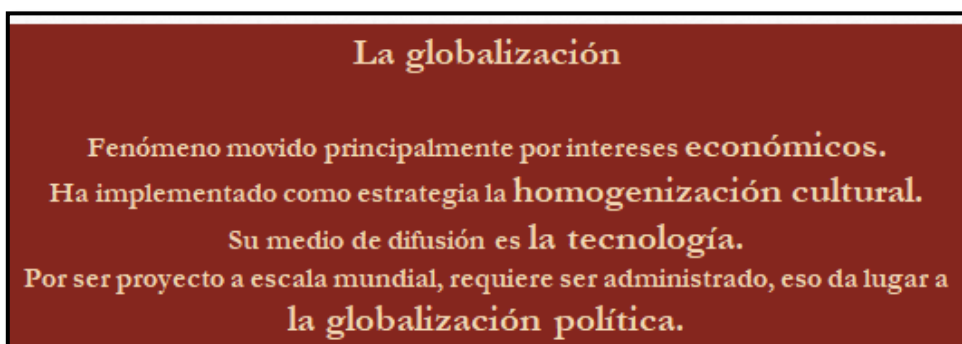 La globalización
Fenómeno movido principalmente por intereses económicos.
Ha implementado como estrategia la homogenización cultural.
Su medio de difusión es la tecnología.
Por ser proyecto a escala mundial, requiere ser administrado, eso da lugar a
la globalización política.